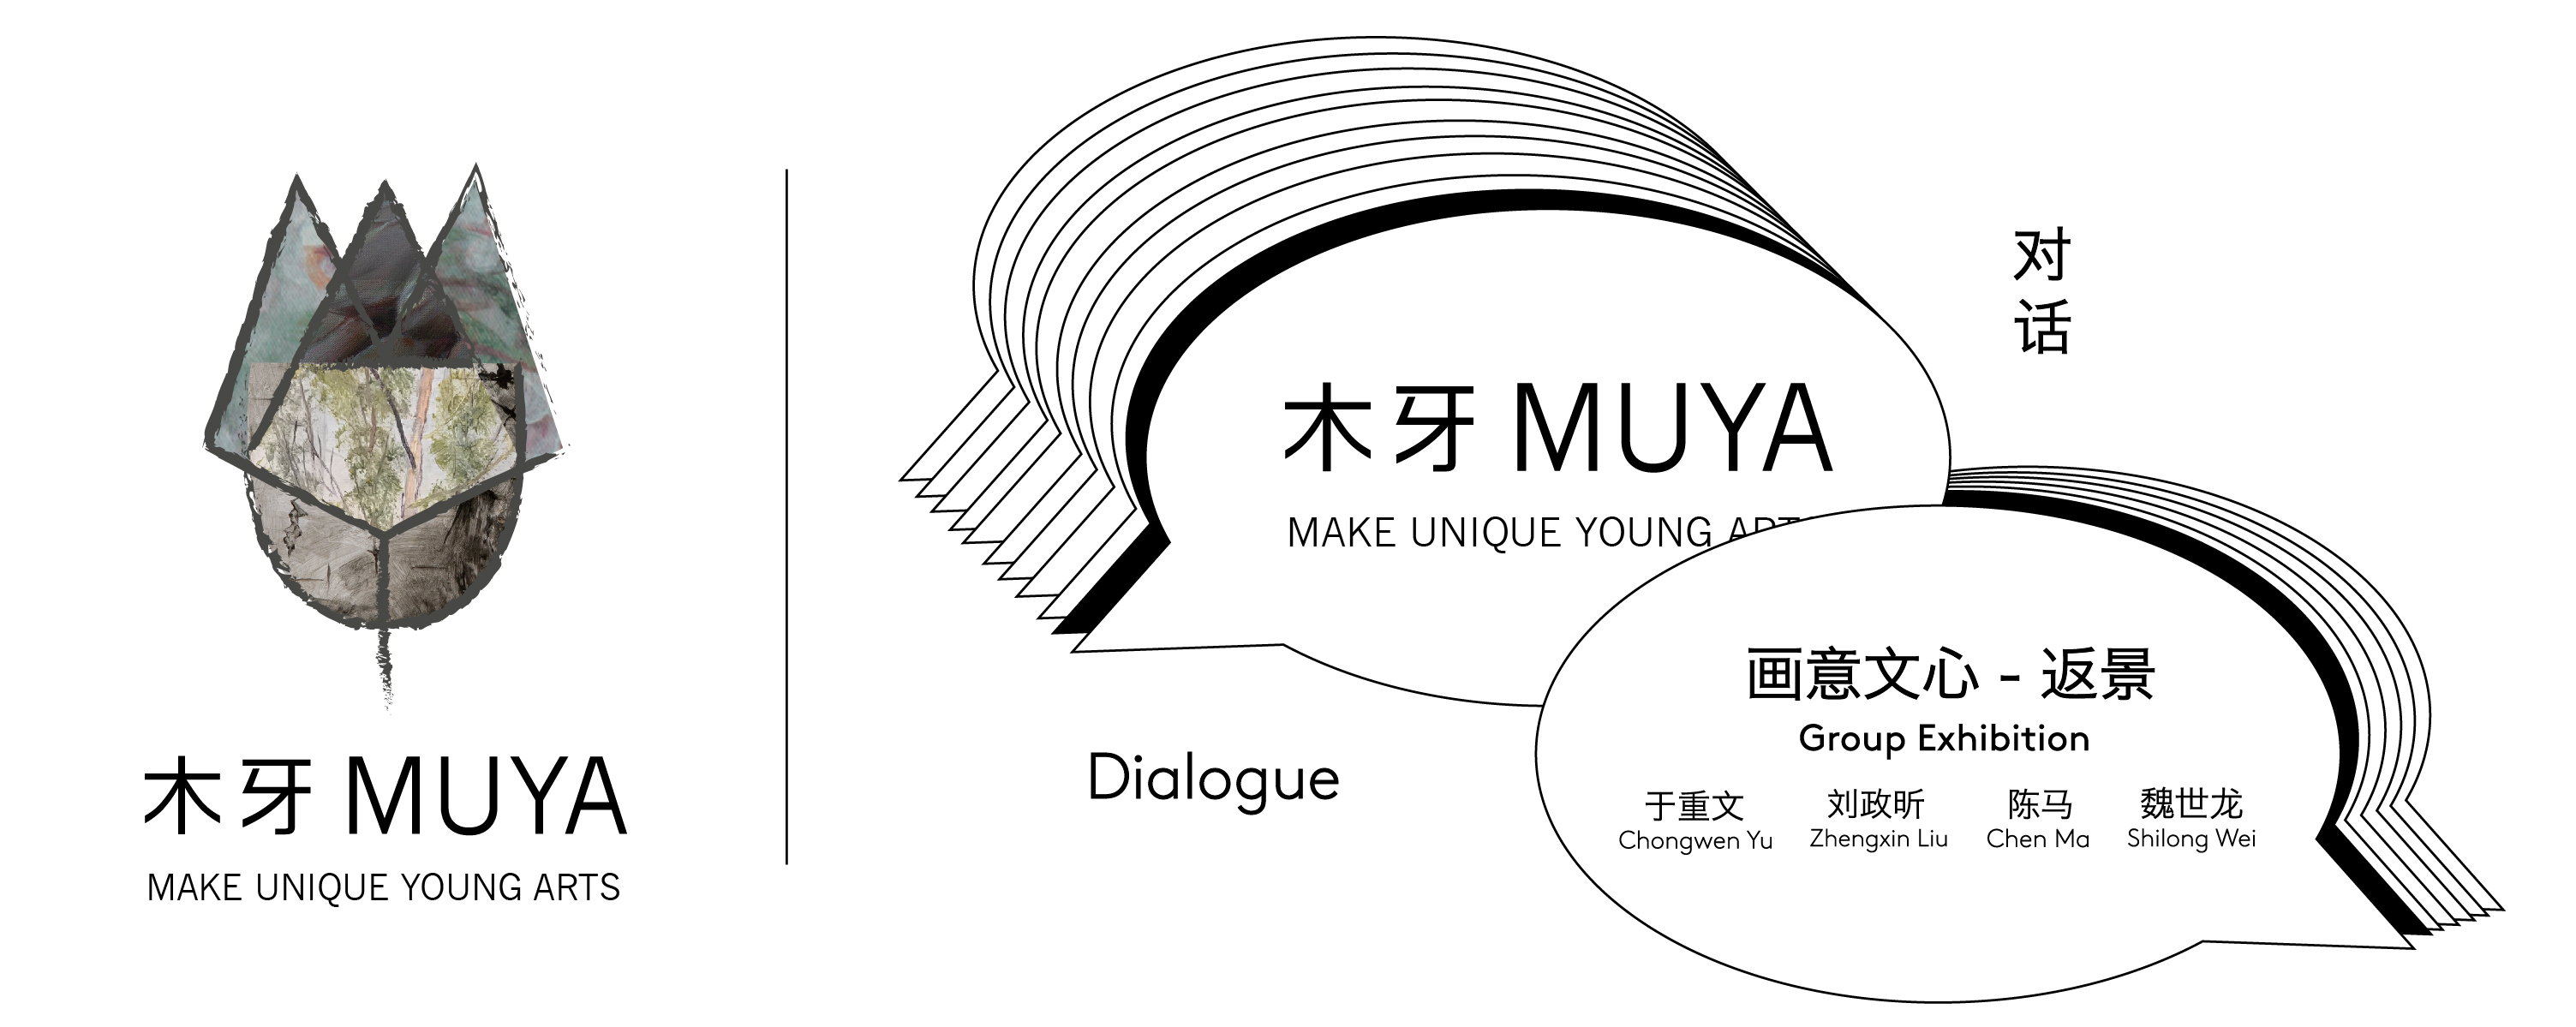 木牙 MUYA
MAKE UNIQUE YOUNG ARTS
对话
木牙 MUYA
MAKE UNIQUE YOUNG
Dialogue
画意文心 - 返景
Group Exhibition
于重文 刘政昕 陈马 魏世龙
Chongwen Yu Zhengxin Liu Chen Ma Shilong Wei